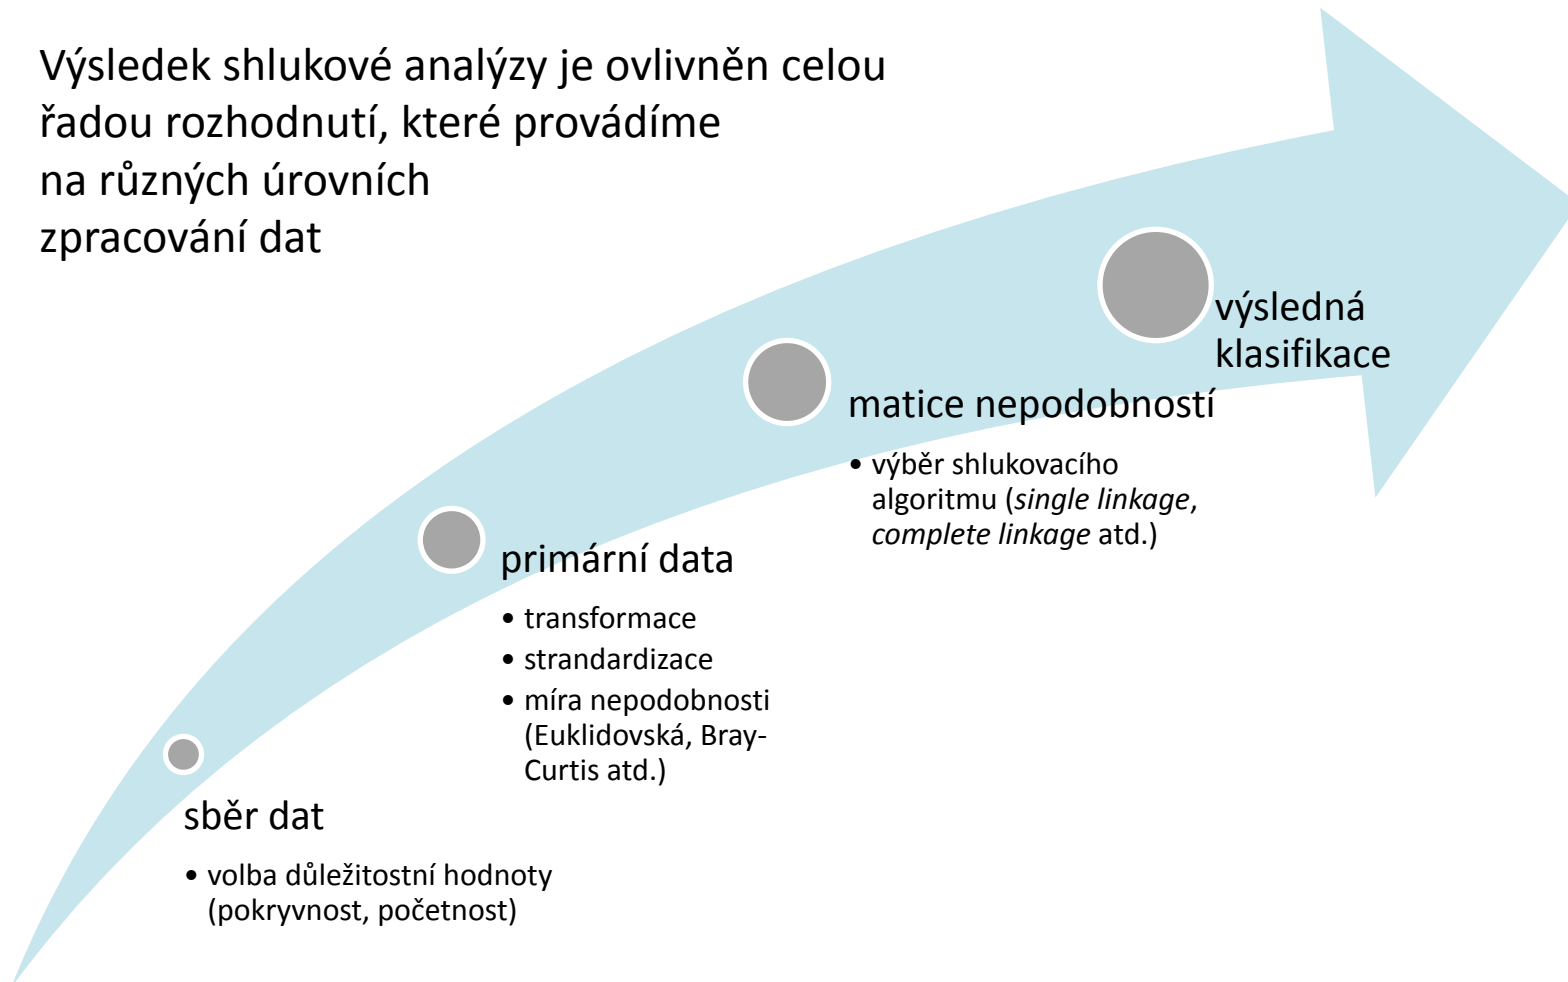 Výsledek shlukové analýzy je ovlivněn celou
řadou rozhodnutí, které provádíme
na různých úrovních
zpracování dat
sběr dat
• volba důležitostní hodnoty
(pokryvnost, početnost)
primární data
• transformace
• strandardizace
• míra nepodobnosti
(Euklidovská, Bray-
Curtis atd.)
matice nepodobností
• výběr shlukovacího
algoritmu (single linkage,
complete linkage atd.)
výsledná
klasifikace